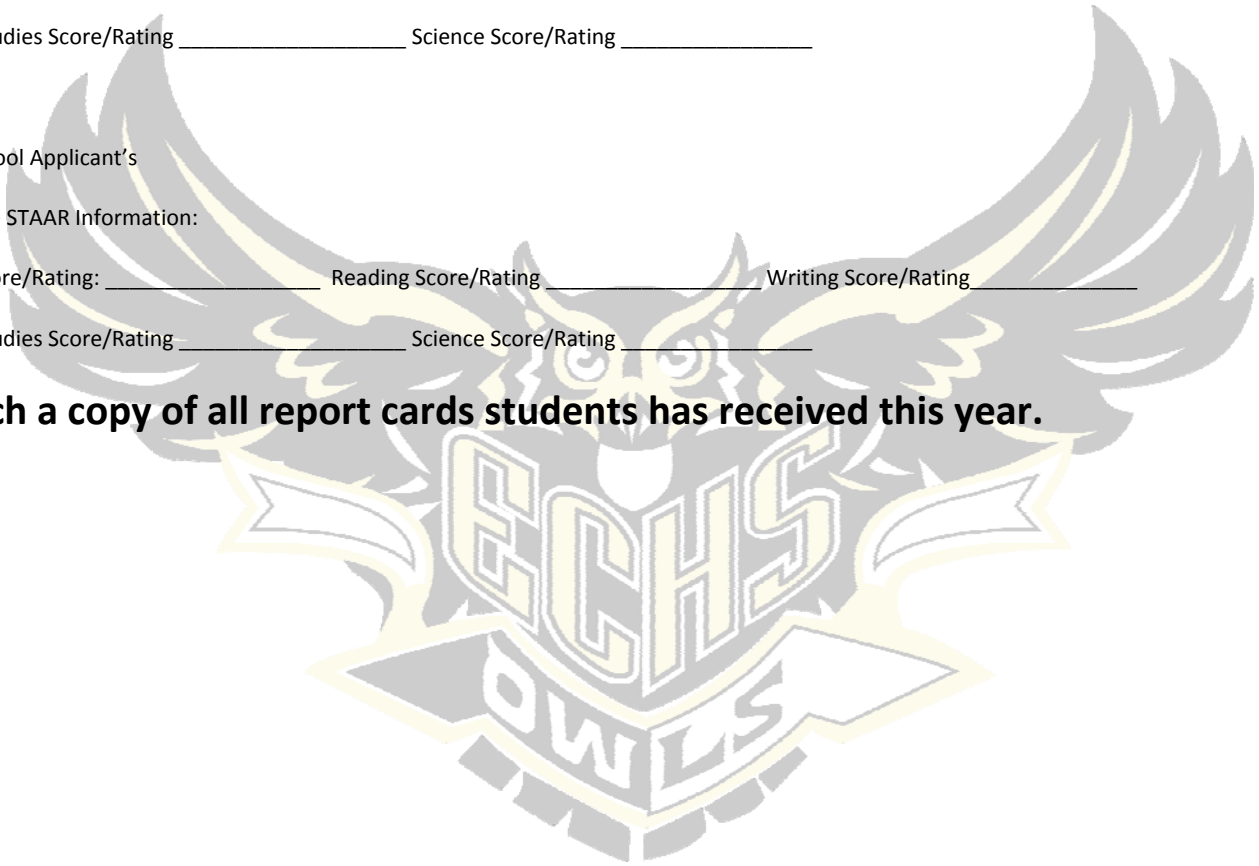 udies Score/Rating ___________________ Science Score/Rating ________________
ool Applicant’s
STAAR Information:
ore/Rating: __________________ Reading Score/Rating __________________ Writing Score/Rating______________
udies Score/Rating ___________________ Science Score/Rating ________________
ch a copy of all report cards students has received this year.
ECHS
OWLS